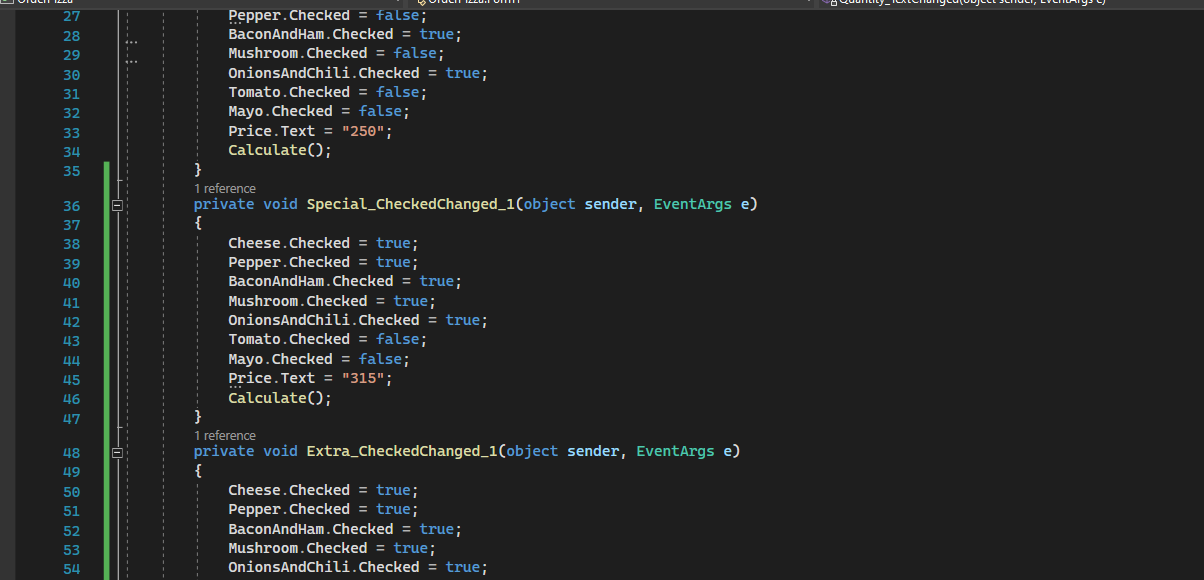 Quantity_TextChanged(object sender, EventArgs e)
27 Pepper.Checked = false;
28 BaconAndHam.Checked = true;
29 Mushroom.Checked = false;
30 OnionsAndChili.Checked = true;
31 Tomato.Checked = false;
32 Mayo.Checked = false;
33 Price.Text = "250";
34 Calculate();
35 }
1 reference
36 private void Special_CheckedChanged_1(object sender, EventArgs e)
37 {
38 Cheese.Checked = true;
39 Pepper.Checked = true;
40 BaconAndHam.Checked = true;
41 Mushroom.Checked = true;
42 OnionsAndChili.Checked = true;
43 Tomato.Checked = false;
44 Mayo.Checked = false;
45 Price.Text = "315";
46 Calculate();
47 }
1 reference
48 private void Extra_CheckedChanged_1(object sender, EventArgs e)
49 {
50 Cheese.Checked = true;
51 Pepper.Checked = true;
52 BaconAndHam.Checked = true;
53 Mushroom.Checked = true;
54 OnionsAndChili.Checked = true;